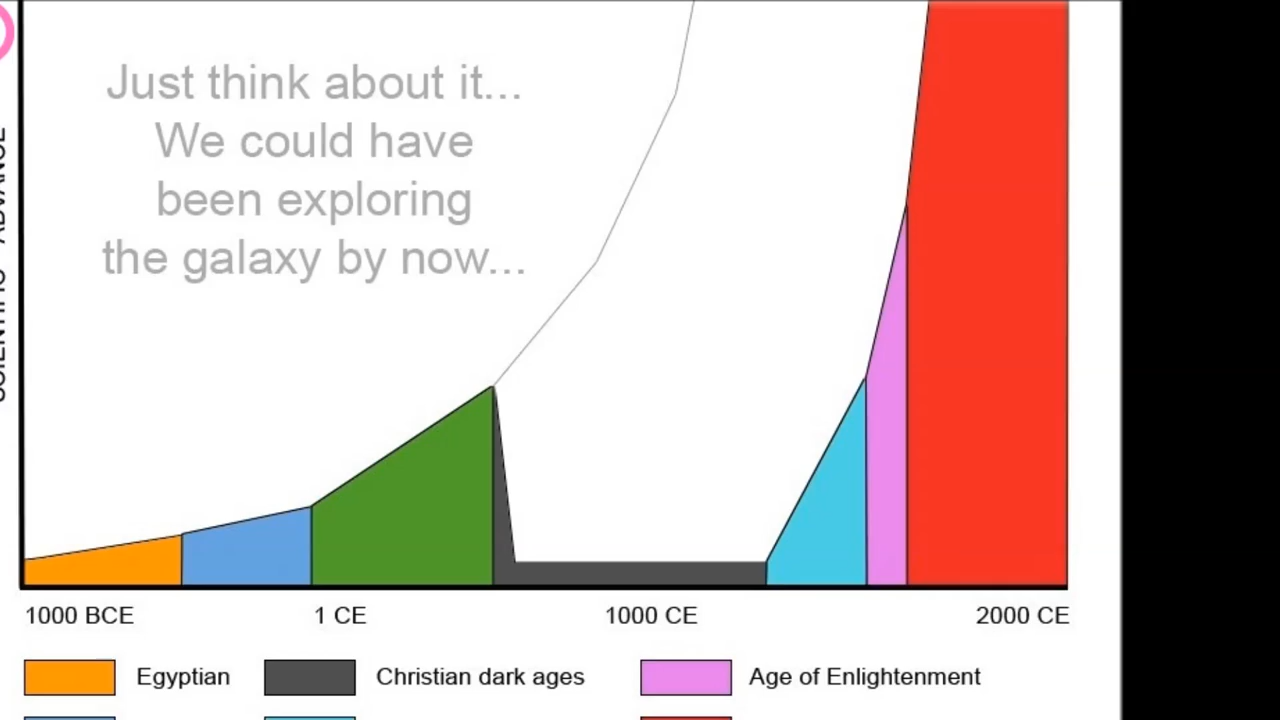 Just think about it...
We could have
been exploring
the galaxy by now...
1000 BCE
1 CE
1000 CE
2000 CE
Egyptian
Christian dark ages
Age of Enlightenment